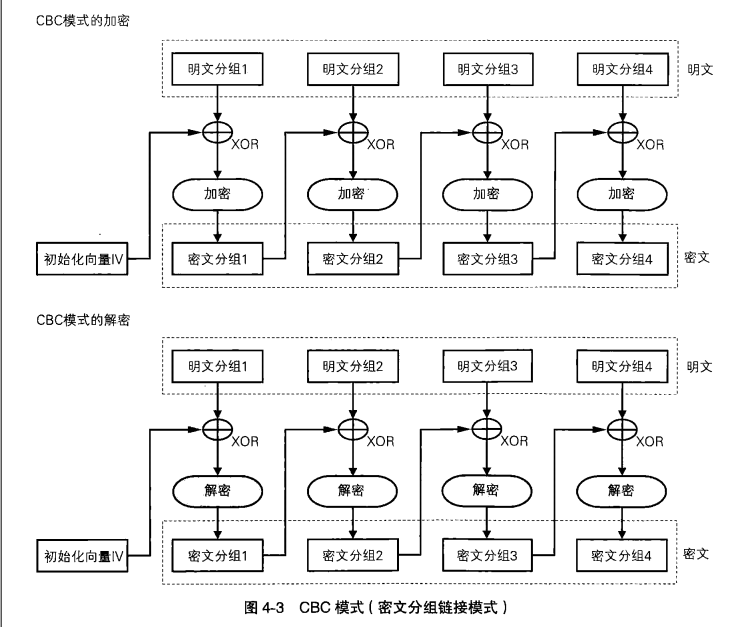 CBC模式的加密
明文分组1 明文分组2 明文分组3 明文分组4 明文
XOR XOR XOR XOR
加密 加密 加密 加密
初始化向量IV 密文分组1 密文分组2 密文分组3 密文分组4 密文
CBC模式的解密
明文分组1 明文分组2 明文分组3 明文分组4 明文
XOR XOR XOR XOR
解密 解密 解密 解密
初始化向量IV 密文分组1 密文分组2 密文分组3 密文分组4 密文
图 4-3 CBC 模式（密文分组链接模式）